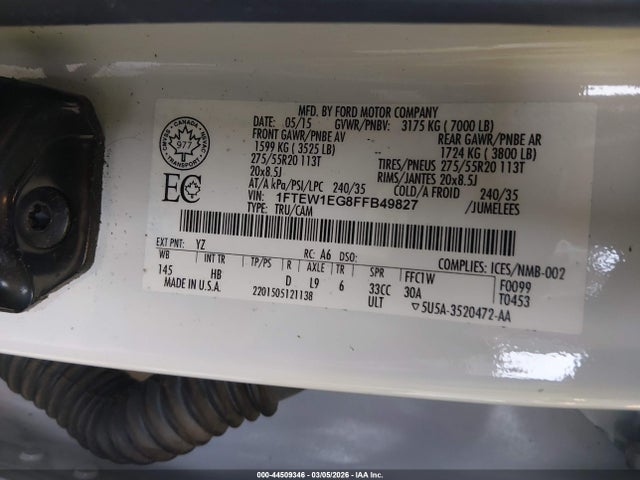 MFD. BY FORD MOTOR COMPANY
DATE: 05/15 GVWR/PNBV: 3175 KG ( 7000 LB)
FRONT GAWR/PNBE AV REAR GAWR/PNBE AR
1599 KG ( 3525 LB) -- 1724 KG ( 3800 LB)
275/55R20 113T TIRES/PNEUS 275/55R20 113T
20x8.5J RIMS/JANTES 20x8.5J
AT/A kPa/PSI/LPC 240/35 COLD/A FROID 240/35
VIN: 1FTEW1EG8FFB49827 /JUMELEES
TYPE: TRU/CAM
CMVSS CANADA NSVAC
977
TRANSPORT
EC
EXT PNT: YZ RC: A6 DSO: COMPLIES: ICES/NMB-002
WB TP/PS R AXLE TR SPR FFC1W F0099
145 HB D L9 6 33CC 30A T0453
MADE IN U.S.A. 2201505121138 ULT ▽5U5A-3520472-AA
000-44509346 | 03/05/2026 | IAA Inc.